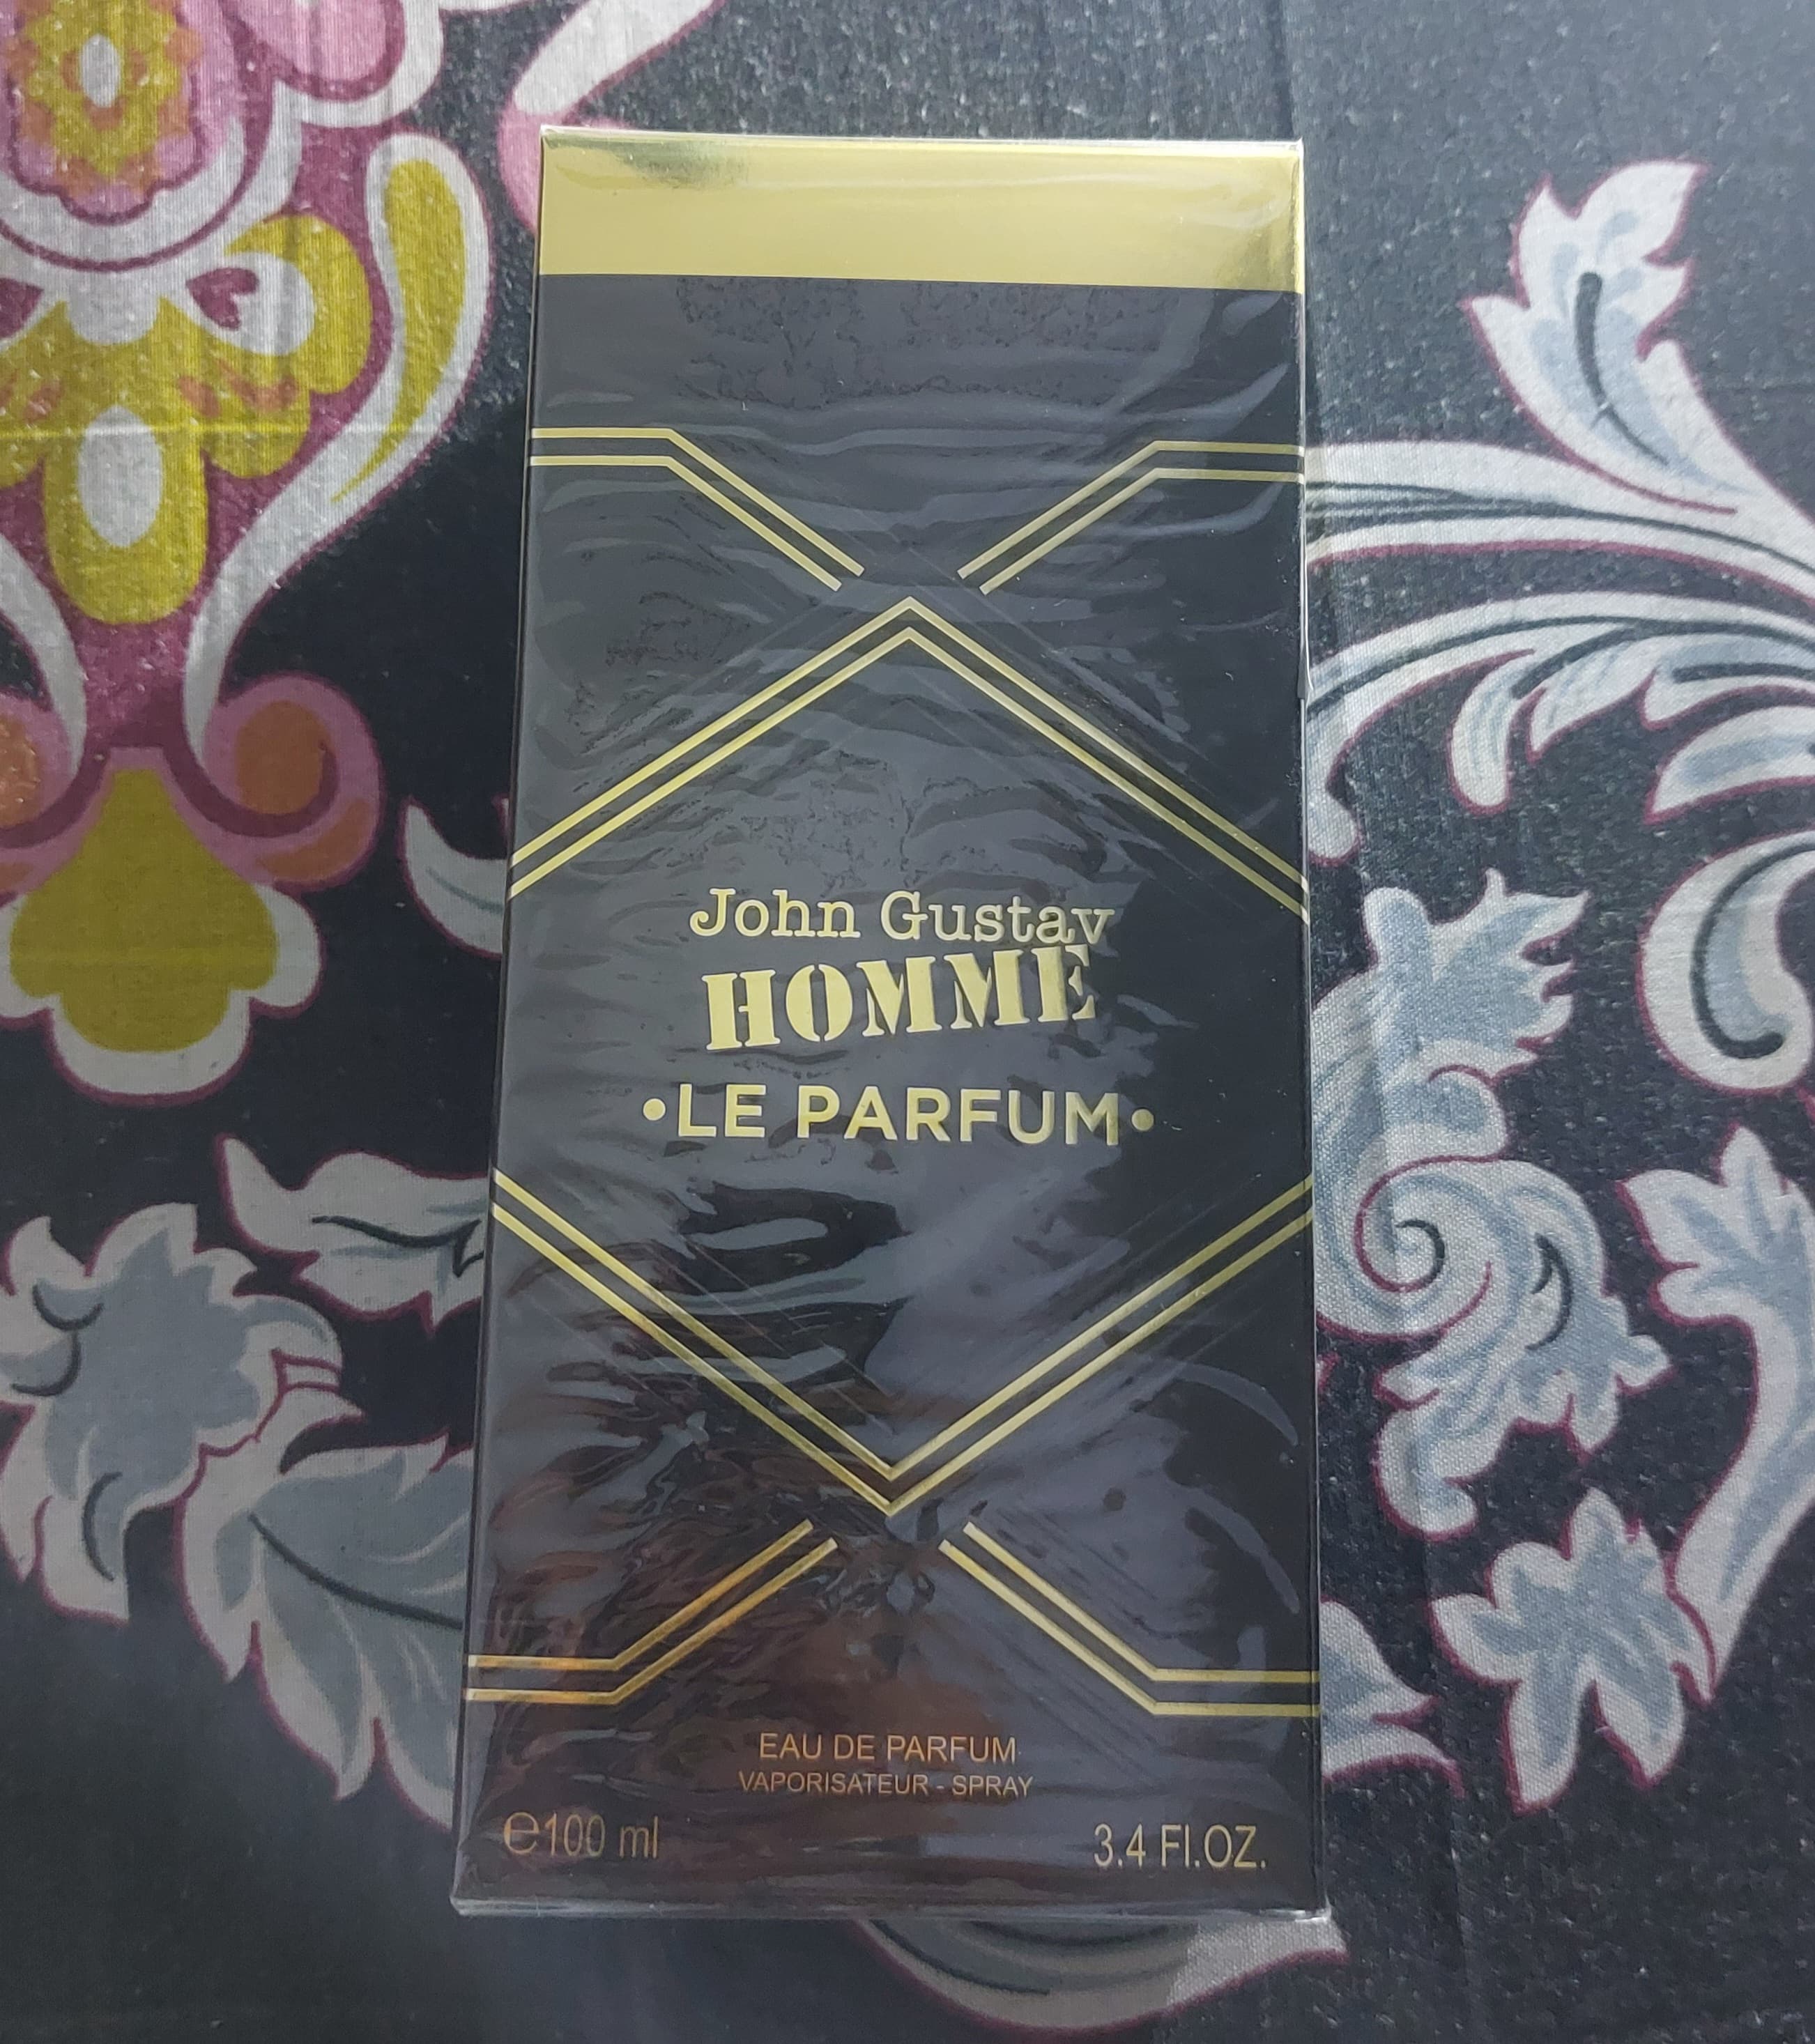 John Gustav
HOMME
•LE PARFUM•
EAU DE PARFUM
VAPORISATEUR - SPRAY
℮100 ml
3.4 Fl.OZ.